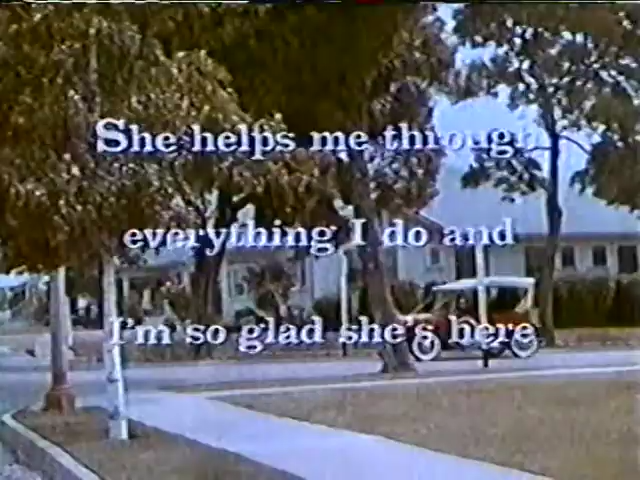 She helps me through
everything I do and
I'm so glad she's here